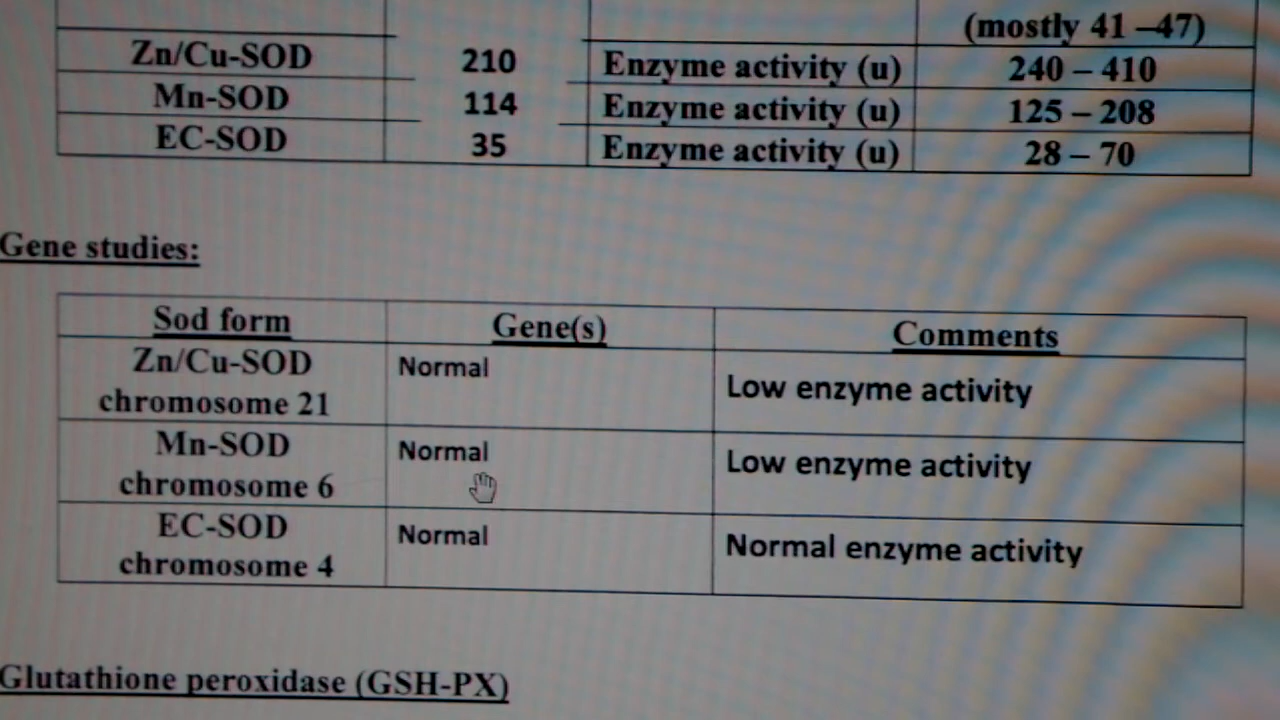 (mostly 41 –47)
Zn/Cu-SOD 210 Enzyme activity (u) 240 – 410
Mn-SOD 114 Enzyme activity (u) 125 – 208
EC-SOD 35 Enzyme activity (u) 28 – 70
Gene studies:
Sod form Gene(s) Comments
Zn/Cu-SOD Normal
chromosome 21 Low enzyme activity
Mn-SOD Normal
chromosome 6 Low enzyme activity
EC-SOD Normal
chromosome 4 Normal enzyme activity
Glutathione peroxidase (GSH-PX)